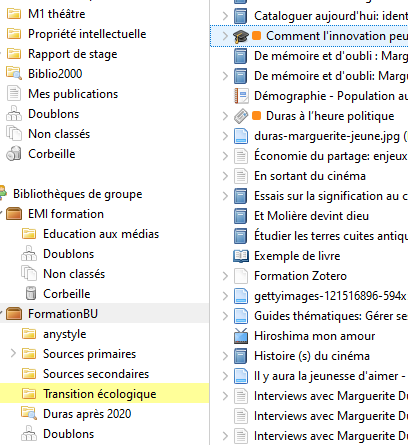 M1 théâtre
Propriété intellectuelle
Rapport de stage
Biblio2000
Mes publications
Doublons
Non classés
Corbeille
Bibliothèques de groupe
EMI formation
Education aux médias
Doublons
Non classés
Corbeille
FormationBU
anystyle
Sources primaires
Sources secondaires
Transition écologique
Duras après 2020
Doublons
Cataloguer aujourd'hui: ident
Comment l'innovation peu
De mémoire et d'oubli : Marg
De mémoire et d'oubli: Margu
Démographie - Population au
Duras à l'heure politique
duras-marguerite-jeune.jpg (
Économie du partage: enjeux
En sortant du cinéma
Essais sur la signification au c
Et Molière devint dieu
Étudier les terres cuites antiqu
Exemple de livre
Formation Zotero
gettyimages-121516896-594x
Guides thématiques: Gérer se
Hiroshima mon amour
Histoire (s) du cinéma
Il y aura la jeunesse d'aimer -
Interviews avec Marguerite Du
Interviews avec Marguerite Du
Interviews avec Marguerite Du